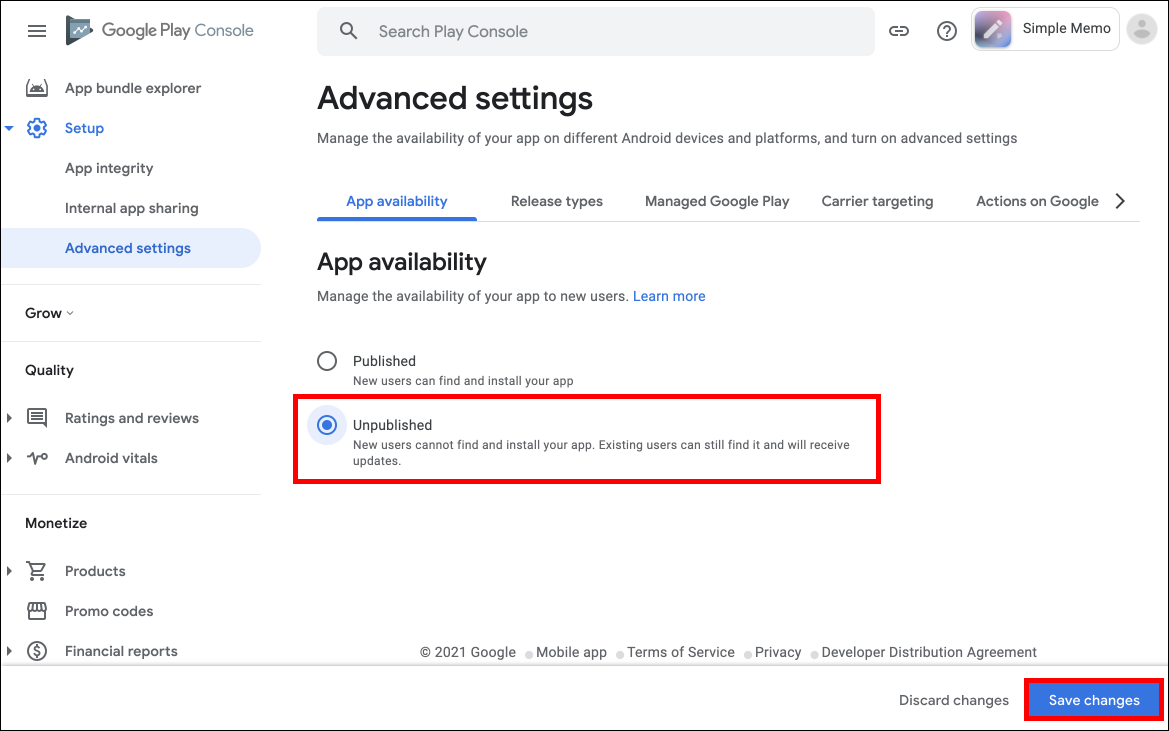 Google Play Console
Search Play Console
Simple Memo
App bundle explorer
Setup
App integrity
Internal app sharing
Advanced settings
Grow
Quality
Ratings and reviews
Android vitals
Monetize
Products
Promo codes
Financial reports
Advanced settings
Manage the availability of your app on different Android devices and platforms, and turn on advanced settings
App availability
Release types
Managed Google Play
Carrier targeting
Actions on Google
App availability
Manage the availability of your app to new users. Learn more
Published
New users can find and install your app
Unpublished
New users cannot find and install your app. Existing users can still find it and will receive
updates.
© 2021 Google
Mobile app
Terms of Service
Privacy
Developer Distribution Agreement
Discard changes
Save changes